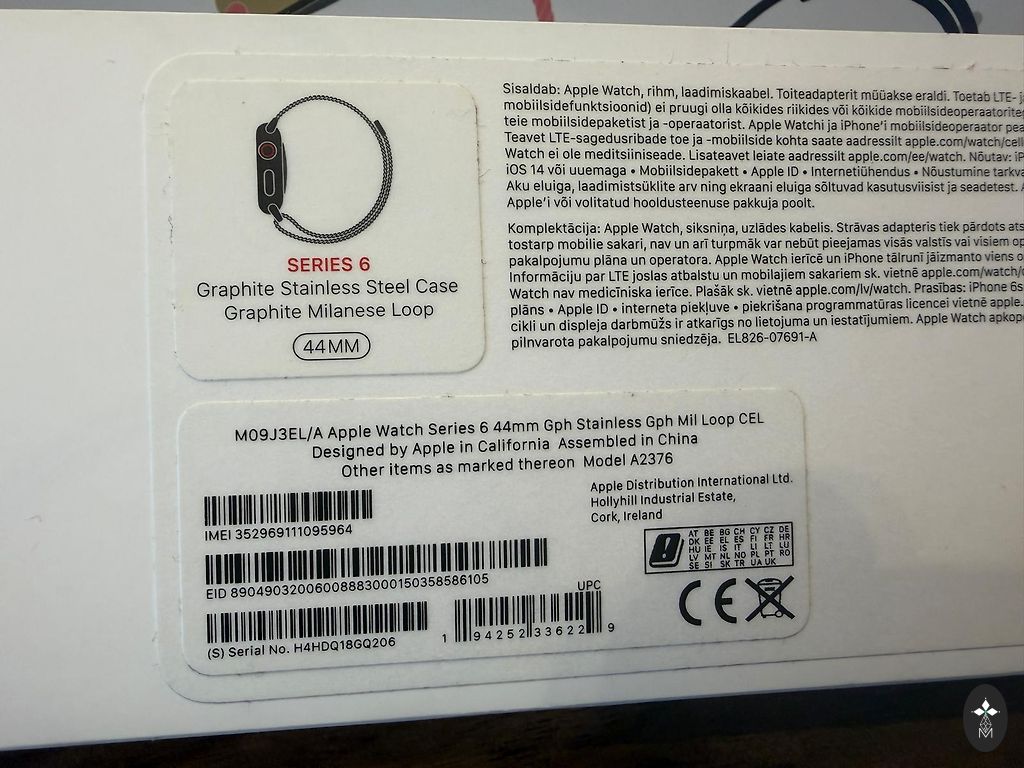 SERIES 6
Graphite Stainless Steel Case
Graphite Milanese Loop
44MM
Sisaldab: Apple Watch, rihm, laadimiskaabel. Toiteadapterit müüakse eraldi. Toetab LTE-
mobiilsidefunktsioonid) ei pruugi olla kõikides riikides või kõikide mobiilsideoperaatorite
teie mobiilsidepaketist ja -operaatorist. Apple Watchi ja iPhone'i mobiilsideoperaator
Teavet LTE-sagedusribade toe ja -mobiilside kohta saate aadressilt apple.com/watch/cell
Watch ei ole meditsiiniseade. Lisateavet leiate aadressilt apple.com/ee/watch. Nõutav:
iOS 14 või uuemaga • Mobiilsidepakett • Apple ID • Internetiühendus • Nõustumine
Aku eluiga, laadimistsüklite arv ning ekraani eluiga sõltuvad kasutusviisist ja seadetest.
Apple'i või volitatud hooldusteenuse pakkuja poolt.
Komplektācija: Apple Watch, siksniņa, uzlādes kabelis. Strāvas adapteris tiek pārdots
tostarp mobilie sakari, nav un arī turpmāk var nebūt pieejamas visās valstīs vai visiem
pakalpojumu plāna un operatora. Apple Watch ierīcē un iPhone tālrunī jāizmanto viens
Informāciju par LTE joslas atbalstu un mobilajiem sakariem sk. vietnē apple.com/watch/
Watch nav medicīniska ierīce. Plašāk sk. vietnē apple.com/lv/watch. Prasības: iPhone 6s
plāns • Apple ID • interneta piekļuve • piekrišana programmatūras licencei vietnē apple.
cikli un displeja darbmūžs ir atkarīgs no lietojuma un iestatījumiem. Apple Watch
pilnvarota pakalpojumu sniedzēja. EL826-07691-A
M09J3EL/A Apple Watch Series 6 44mm Gph Stainless Gph Mil Loop CEL
Designed by Apple in California Assembled in China
Other items as marked thereon Model A2376
Apple Distribution International Ltd.
Hollyhill Industrial Estate,
Cork, Ireland
IMEI 352969111095964
EID 89049032006008883000150358586105
(S) Serial No. H4HDQ18GQ206
UPC
1 94252 33622 9
AT BE BG CH CY CZ DE
DK EE EL ES FI FR HR
HU IE IS IT LI LT LU
LV MT NL NO PL PT RO
SE SI SK TR UA UK
CE
M